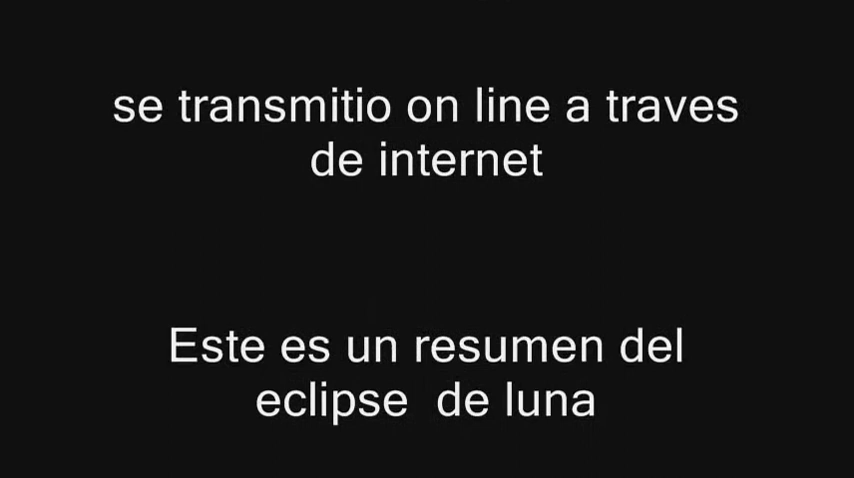 se transmitio on line a traves
de internet
Este es un resumen del
eclipse  de luna